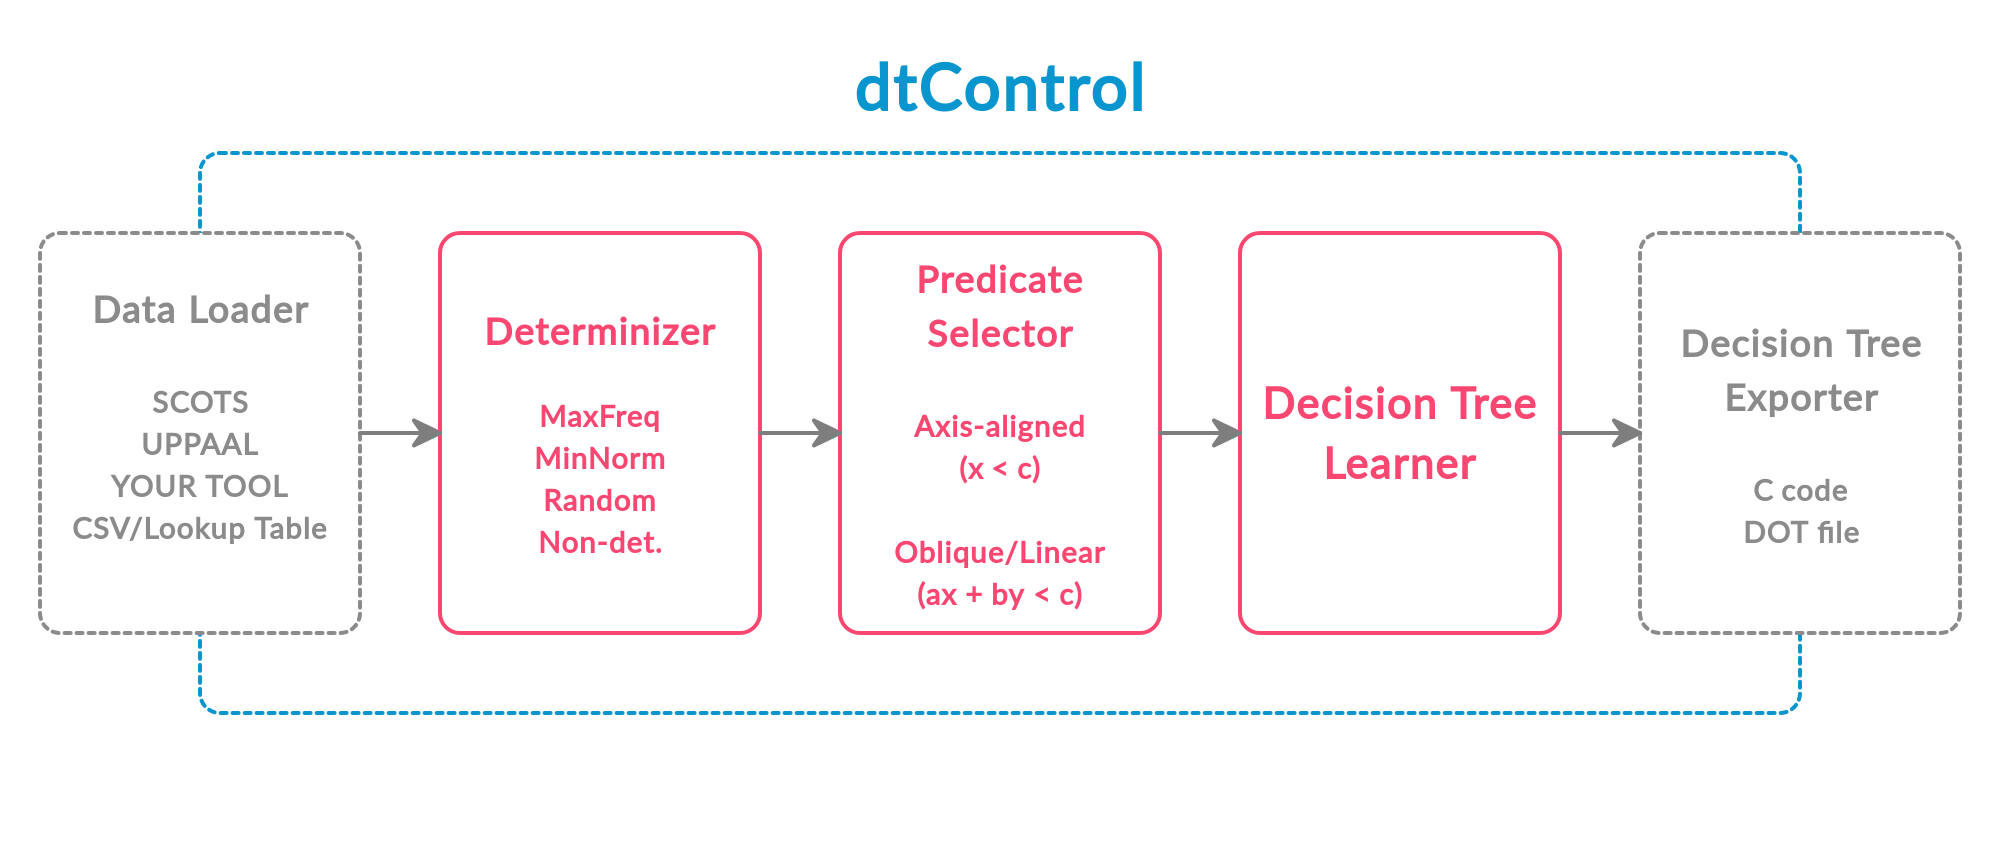 dtControl
Data Loader
SCOTS
UPPAAL
YOUR TOOL
CSV/Lookup Table
Determinizer
MaxFreq
MinNorm
Random
Non-det.
Predicate
Selector
Axis-aligned
(x < c)
Oblique/Linear
(ax + by < c)
Decision Tree
Learner
Decision Tree
Exporter
C code
DOT file